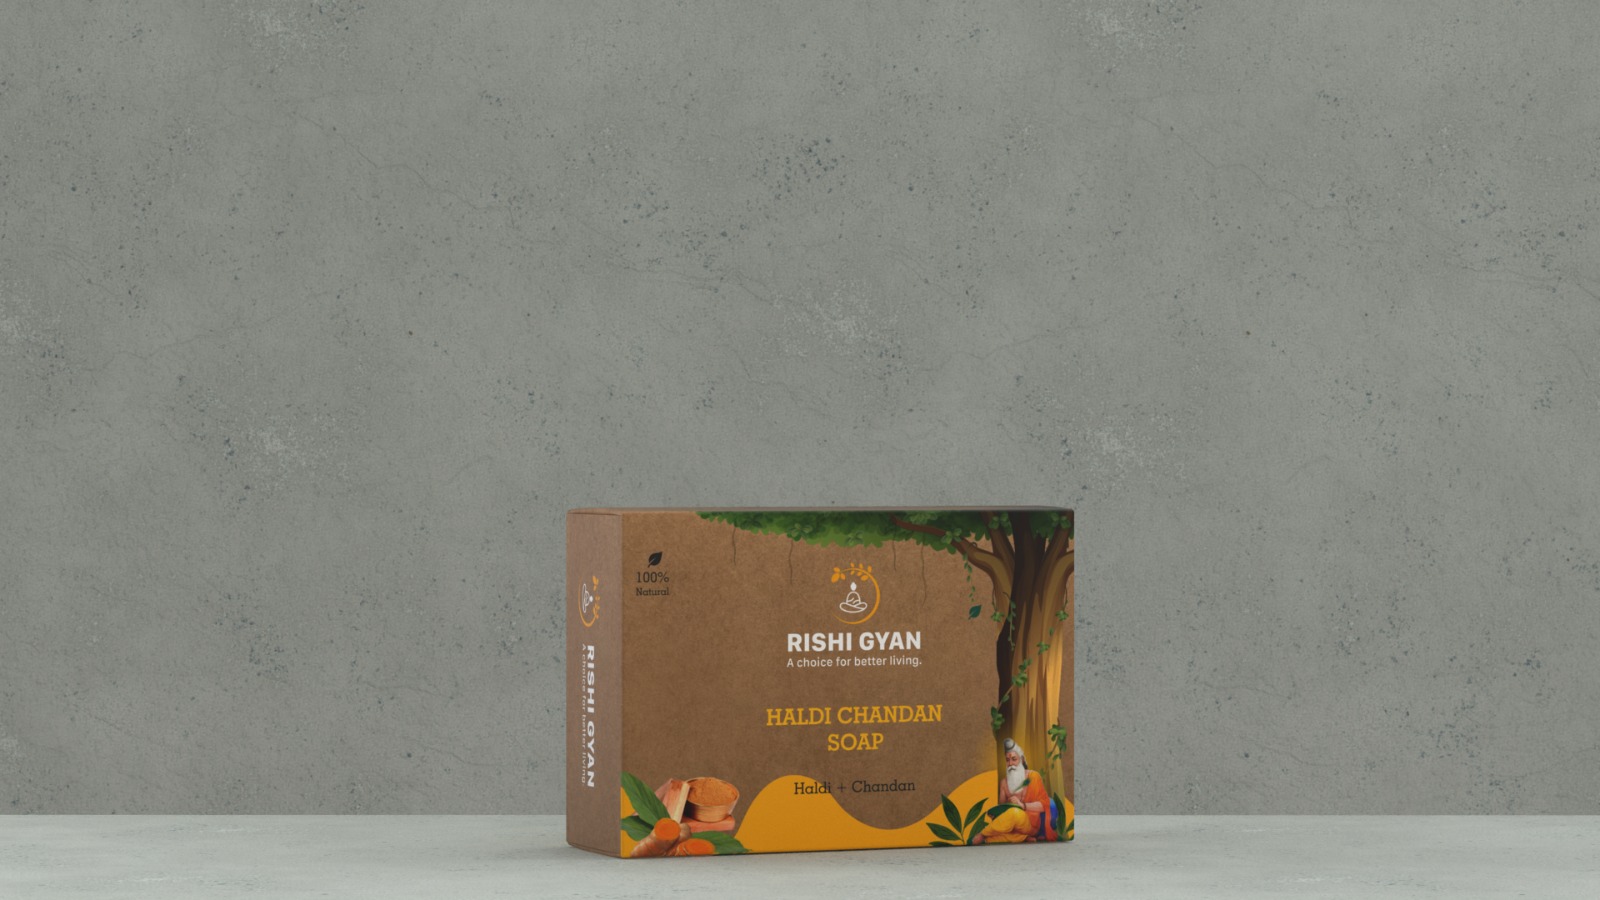 100%
Natural
RISHI GYAN
A choice for better living.
HALDI CHANDAN
SOAP
Haldi + Chandan
RISHI GYAN
A choice for better living.